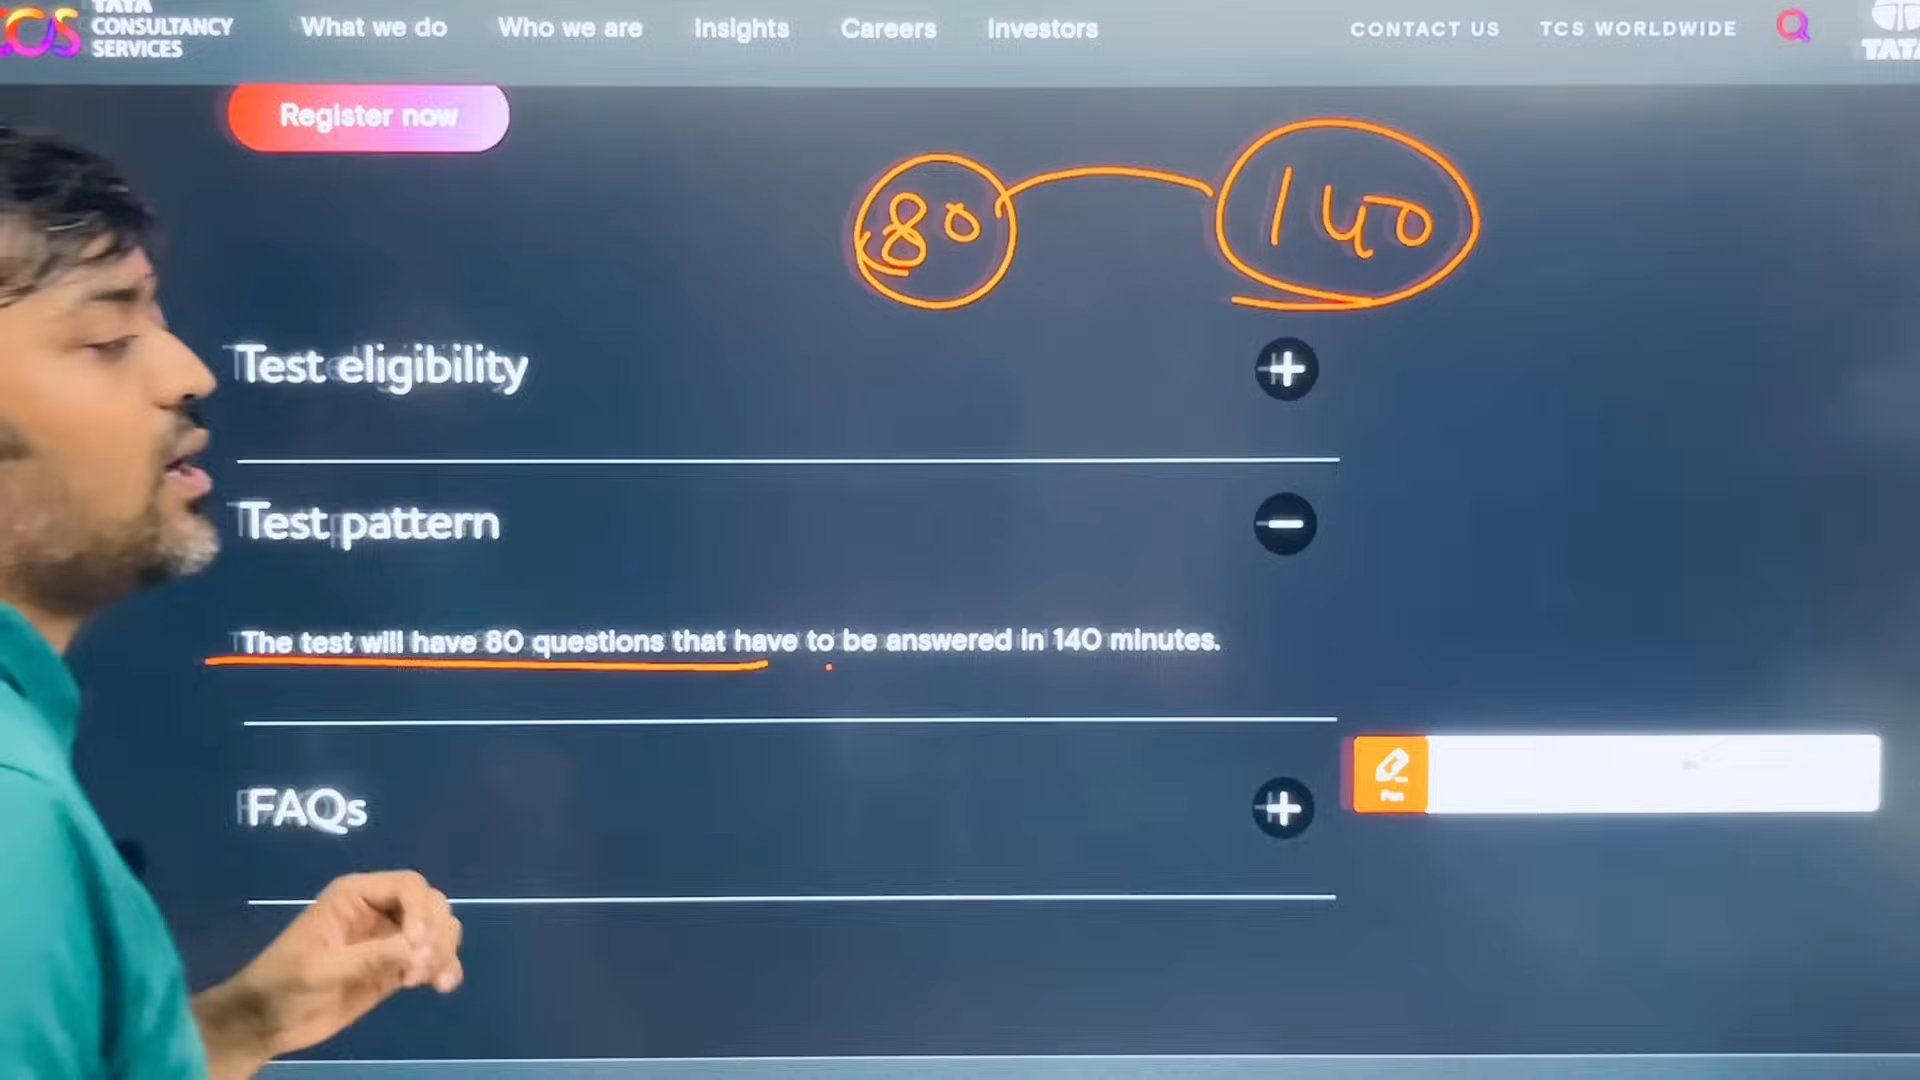 TATA
CONSULTANCY
SERVICES
What we do
Who we are
Insights
Careers
Investors
CONTACT US
TCS WORLDWIDE
TATA
Register now
80
140
Test eligibility
Test pattern
The test will have 80 questions that have to be answered in 140 minutes.
Pen
FAQs